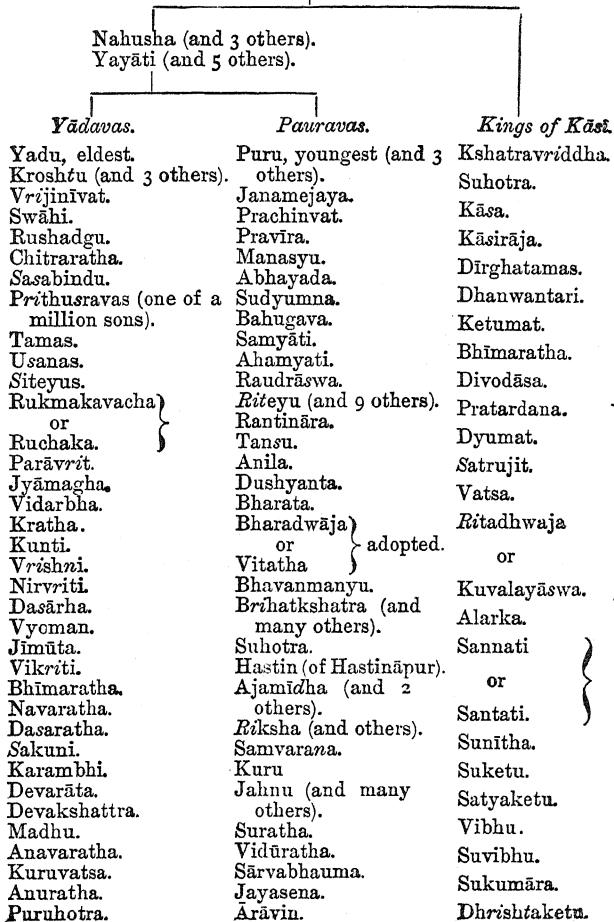 Nahusha (and 3 others).
Yayāti (and 5 others).
Yādavas.
Yadu, eldest.
Kroshtu (and 3 others).
Vrijinīvat.
Swāhi.
Rushadgu.
Chitraratha.
Sasabindu.
Prithusravas (one of a
million sons).
Tamas.
Usanas.
Siteyus.
Rukmakavacha
or
Ruchaka.
Parāvrit.
Jyāmagha.
Vidarbha.
Kratha.
Kunti.
Vrishni.
Nirvriti.
Dasārha.
Vyoman.
Jīmūta.
Vikriti.
Bhīmaratha.
Navaratha.
Dasaratha.
Sakuni.
Karambhi.
Devarāta.
Devakshattra.
Madhu.
Anavaratha.
Kuruvatsa.
Anuratha.
Puruhotra.
Pauravas.
Puru, youngest (and 3
others).
Janamejaya.
Prachinvat.
Pravīra.
Manasyu.
Abhayada.
Sudyumna.
Bahugava.
Samyāti.
Ahamyati.
Raudrāswa.
Riteyu (and 9 others).
Rantināra.
Tansu.
Anila.
Dushyanta.
Bharata.
Bharadwāja
or adopted.
Vitatha
Bhavanmanyu.
Brihatkshatra (and
many others).
Suhotra.
Hastin (of Hastināpur).
Ajamīdha (and 2
others).
Riksha (and others).
Samvarana.
Kuru
Jahnu (and many
others).
Suratha.
Vidūratha.
Sārvabhauma.
Jayasena.
Ārāvin.
Kings of Kāsi.
Kshatravriddha.
Suhotra.
Kāsa.
Kāsirāja.
Dīrghatamas.
Dhanwantari.
Ketumat.
Bhīmaratha.
Divodāsa.
Pratardana.
Dyumat.
Satrujit.
Vatsa.
Ritadhwaja
or
Kuvalayāswa.
Alarka.
Sannati
or
Santati.
Sunītha.
Suketu.
Satyaketu.
Vibhu.
Suvibhu.
Sukumāra.
Dhrishtaketu.